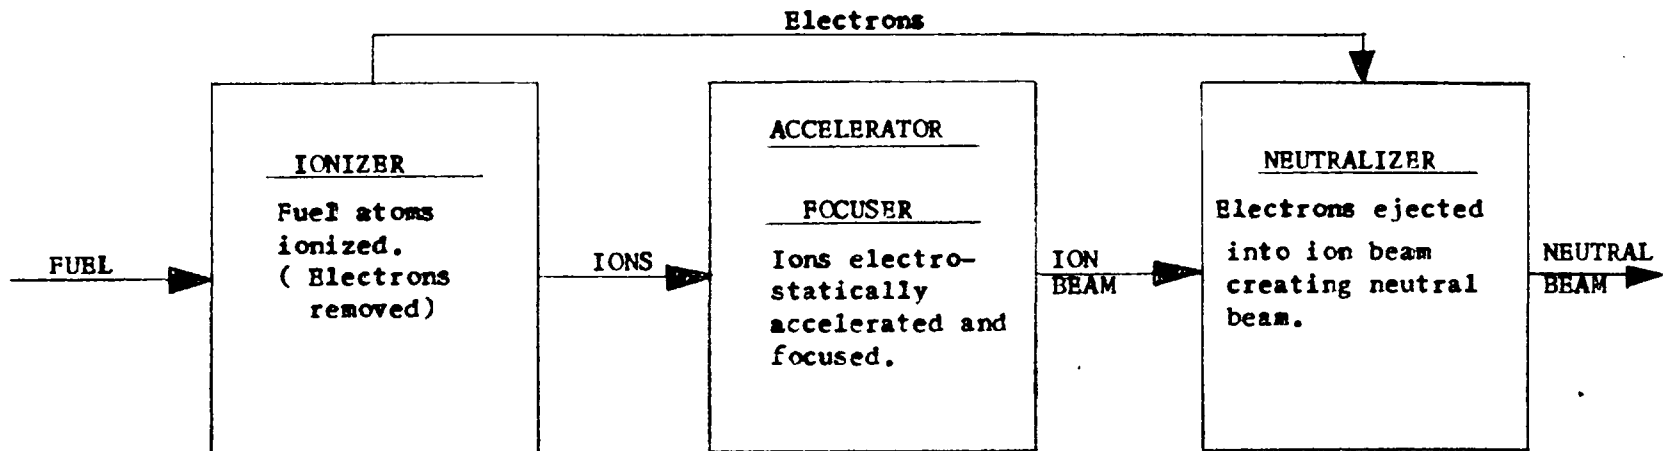 Electrons
FUEL
IONIZER
Fuel atoms
ionized.
( Electrons
removed)
IONS
ACCELERATOR
FOCUSER
Ions electro-
statically
accelerated and
focused.
ION
BEAM
NEUTRALIZER
Electrons ejected
into ion beam
creating neutral
beam.
NEUTRAL
BEAM